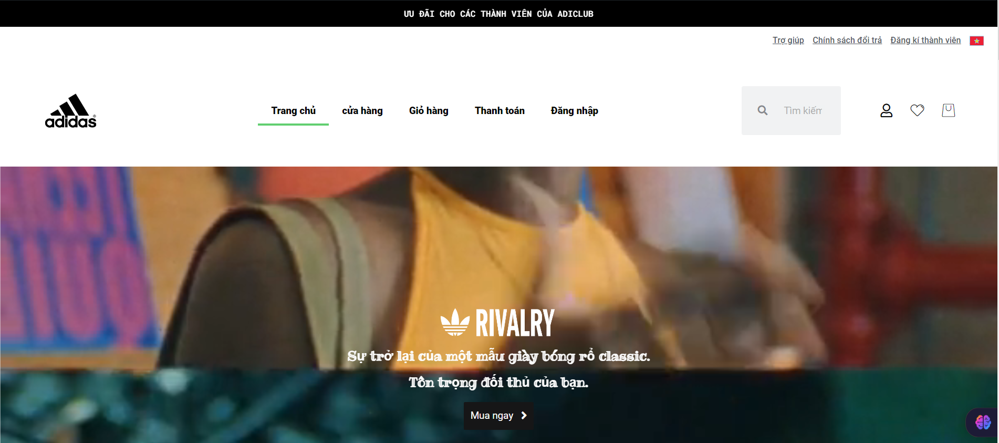 ƯU ĐÃI CHO CÁC THÀNH VIÊN CỦA ADICLUB
Trợ giúp Chính sách đổi trả Đăng kí thành viên
adidas®
Trang chủ cửa hàng Giỏ hàng Thanh toán Đăng nhập
Tìm kiếm
RIVALRY
Sự trở lại của một mẫu giày bóng rổ classic.
Tôn trọng đối thủ của bạn.
Mua ngay